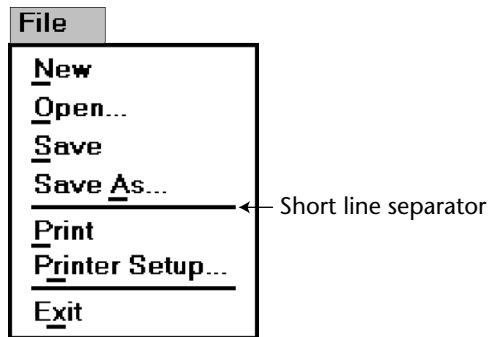 File
New
Open...
Save
Save As...
Short line separator
Print
Printer Setup...
Exit